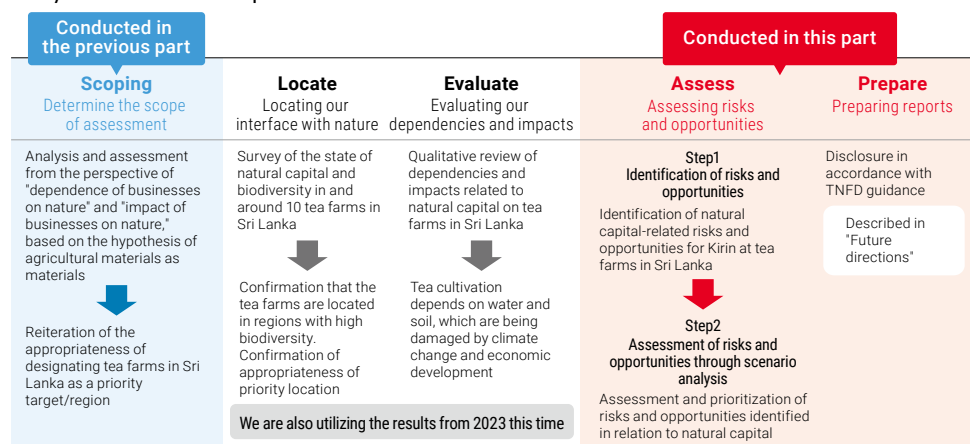 Conducted in
the previous part
Conducted in this part
Scoping
Determine the scope
of assessment
Locate
Locating our
interface with nature
Evaluate
Evaluating our
dependencies and impacts
Assess
Assessing risks
and opportunities
Prepare
Preparing reports
Analysis and assessment
from the perspective of
"dependence of businesses
on nature" and "impact of
businesses on nature,"
based on the hypothesis of
agricultural materials as
materials
Reiteration of the
appropriateness of
designating tea farms in Sri
Lanka as a priority
target/region
Survey of the state of
natural capital and
biodiversity in and
around 10 tea farms in
Sri Lanka
Confirmation that the
tea farms are located
in regions with high
biodiversity.
Confirmation of
appropriateness of
priority location
Qualitative review of
dependencies and
impacts related to
natural capital on tea
farms in Sri Lanka
Tea cultivation
depends on water and
soil, which are being
damaged by climate
change and economic
development
We are also utilizing the results from 2023 this time
Step1
Identification of risks and
opportunities
Identification of natural
capital-related risks and
opportunities for Kirin at tea
farms in Sri Lanka
Step2
Assessment of risks and
opportunities through scenario
analysis
Assessment and prioritization of
risks and opportunities identified
in relation to natural capital
Disclosure in
accordance with
TNFD guidance
Described in
"Future
directions"